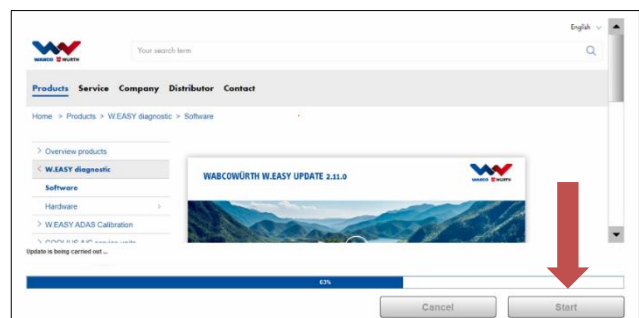 English
WABCO WÜRTH
Your search term
Products Service Company Distributor Contact
Home > Products > W.EASY diagnostic > Software
> Overview products
< W.EASY diagnostic
Software
Hardware >
> W.EASY ADAS Calibration
WABCOWÜRTH W.EASY UPDATE 2.11.0
WABCO WÜRTH
Update is being carried out ...
63%
Cancel Start